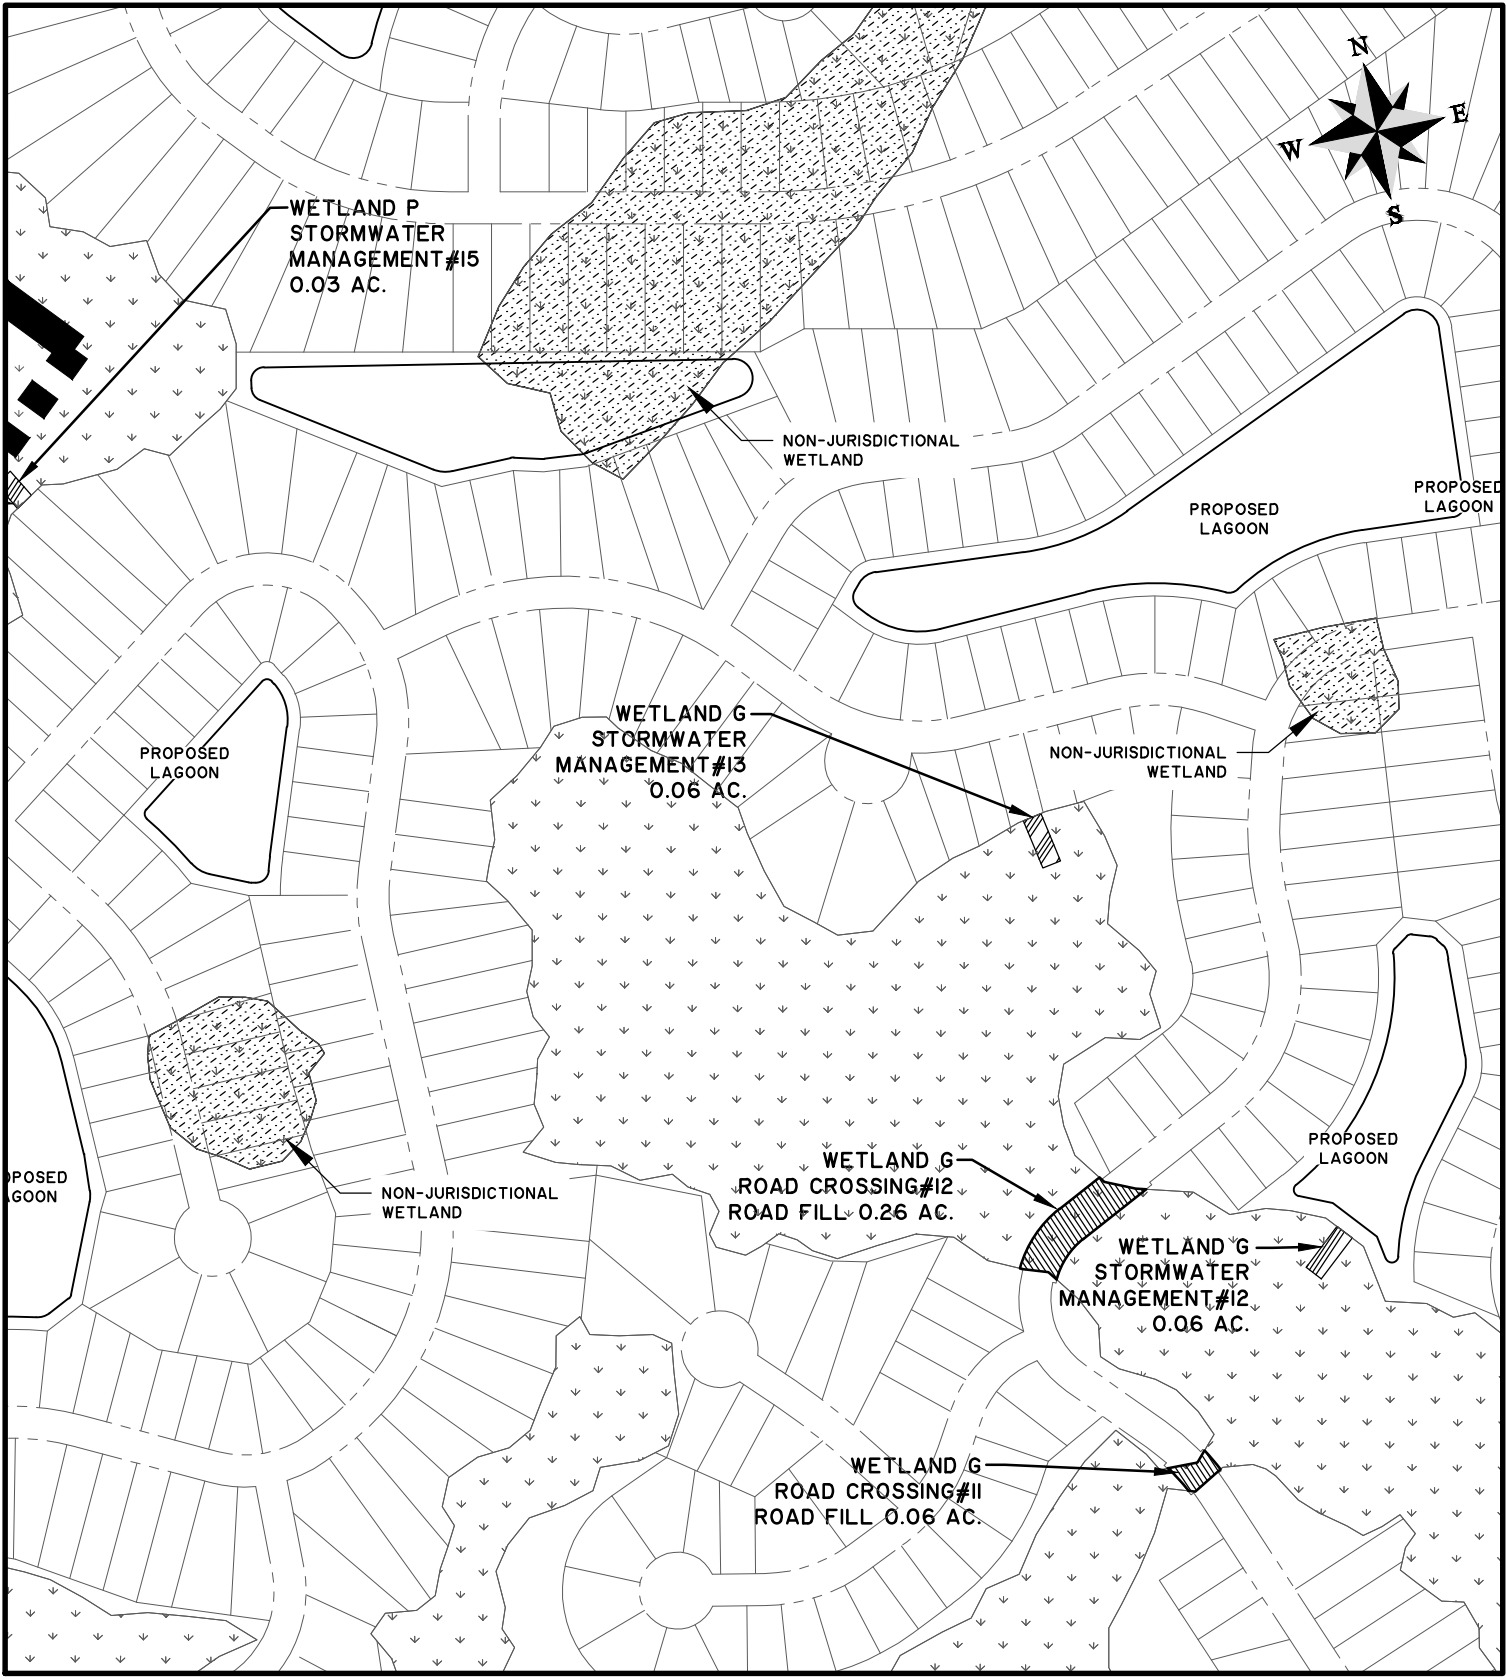 N
E
W
S
WETLAND P
STORMWATER
MANAGEMENT#15
0.03 AC.
NON-JURISDICTIONAL
WETLAND
PROPOSED
LAGOON
PROPOSED
LAGOON
WETLAND G
STORMWATER
MANAGEMENT#13
0.06 AC.
PROPOSED
LAGOON
NON-JURISDICTIONAL
WETLAND
WETLAND G
ROAD CROSSING#12
ROAD FILL 0.26 AC.
PROPOSED
LAGOON
OPOSED
AGOON
NON-JURISDICTIONAL
WETLAND
WETLAND G
STORMWATER
MANAGEMENT#12
0.06 AC.
WETLAND G
ROAD CROSSING#11
ROAD FILL 0.06 AC.